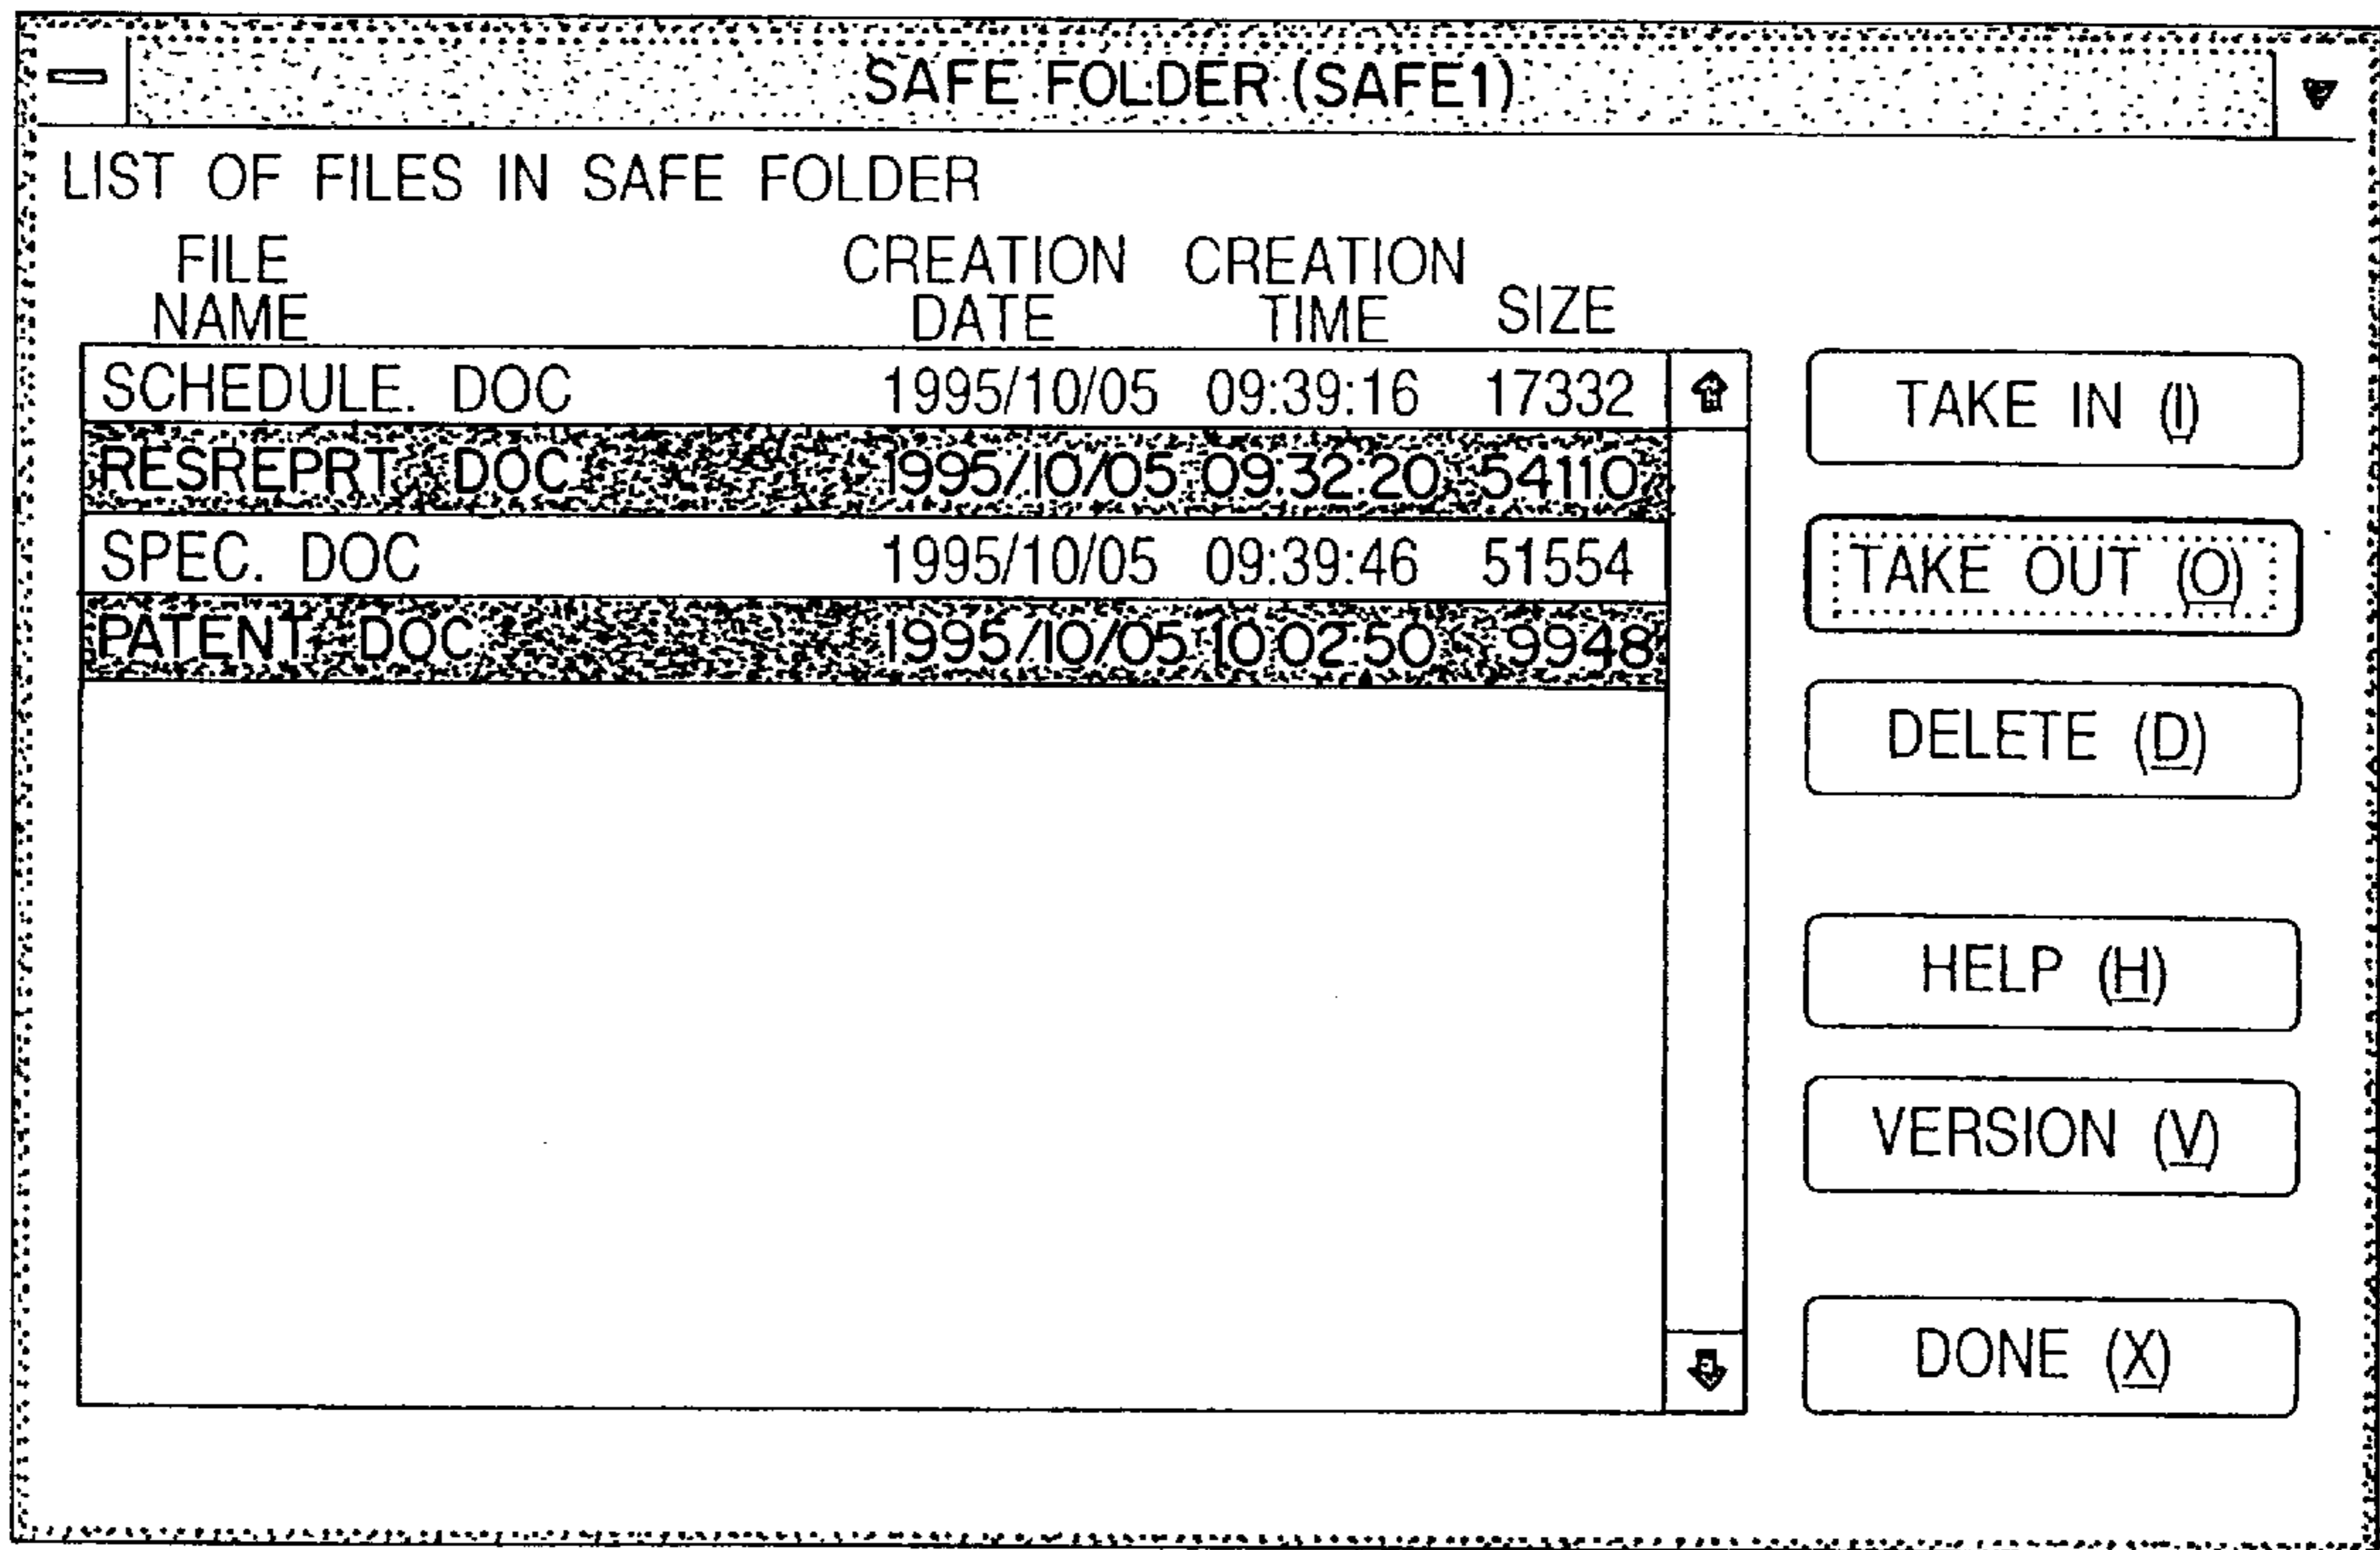 SAFE FOLDER (SAFE1)
LIST OF FILES IN SAFE FOLDER
FILE NAME CREATION DATE CREATION TIME SIZE
SCHEDULE. DOC 1995/10/05 09:39:16 17332
RESREPRT. DOC 1995/10/05 09:32:20 54110
SPEC. DOC 1995/10/05 09:39:46 51554
PATENT. DOC 1995/10/05 10:02:50 9948
TAKE IN (I)
TAKE OUT (O)
DELETE (D)
HELP (H)
VERSION (V)
DONE (X)